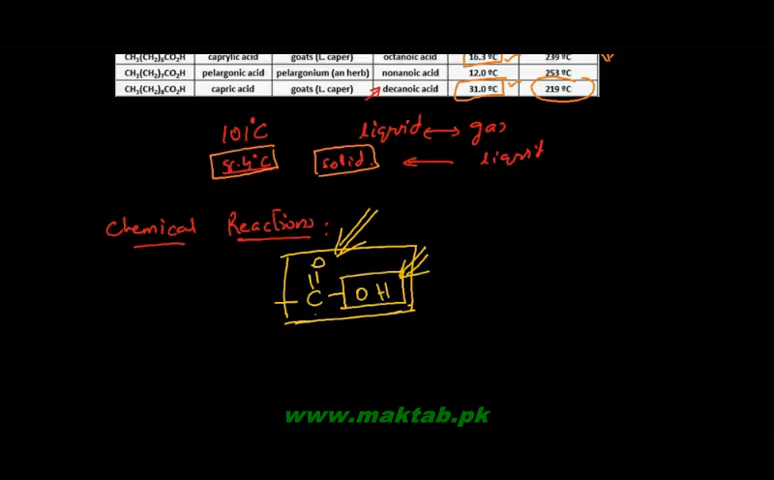 CH₃(CH₂)₆CO₂H caprylic acid goats (L. caper) octanoic acid 16.3 ºC 239 ºC
CH₃(CH₂)₇CO₂H pelargonic acid pelargonium (an herb) nonanoic acid 12.0 ºC 253 ºC
CH₃(CH₂)₈CO₂H capric acid goats (L. caper) decanoic acid 31.0 ºC 219 ºC
101°C liquid ↔ gas
8.4°C solid. ← liquid
Chemical Reactions:
O
C OH
www.maktab.pk